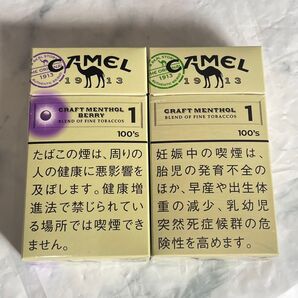 CAMEL
1913
CRAFT MENTHOL
BERRY
BLEND OF FINE TOBACCOS
1
100's
たばこの煙は、周りの
人の健康に悪影響を
及ぼします。健康増
進法で禁じられてい
る場所では喫煙でき
ません。
CAMEL
1913
CRAFT MENTHOL
BLEND OF FINE TOBACCOS
1
100's
妊娠中の喫煙は、
胎児の発育不全の
ほか、早産や出生体
重の減少、乳幼児
突然死症候群の危
険性を高めます。